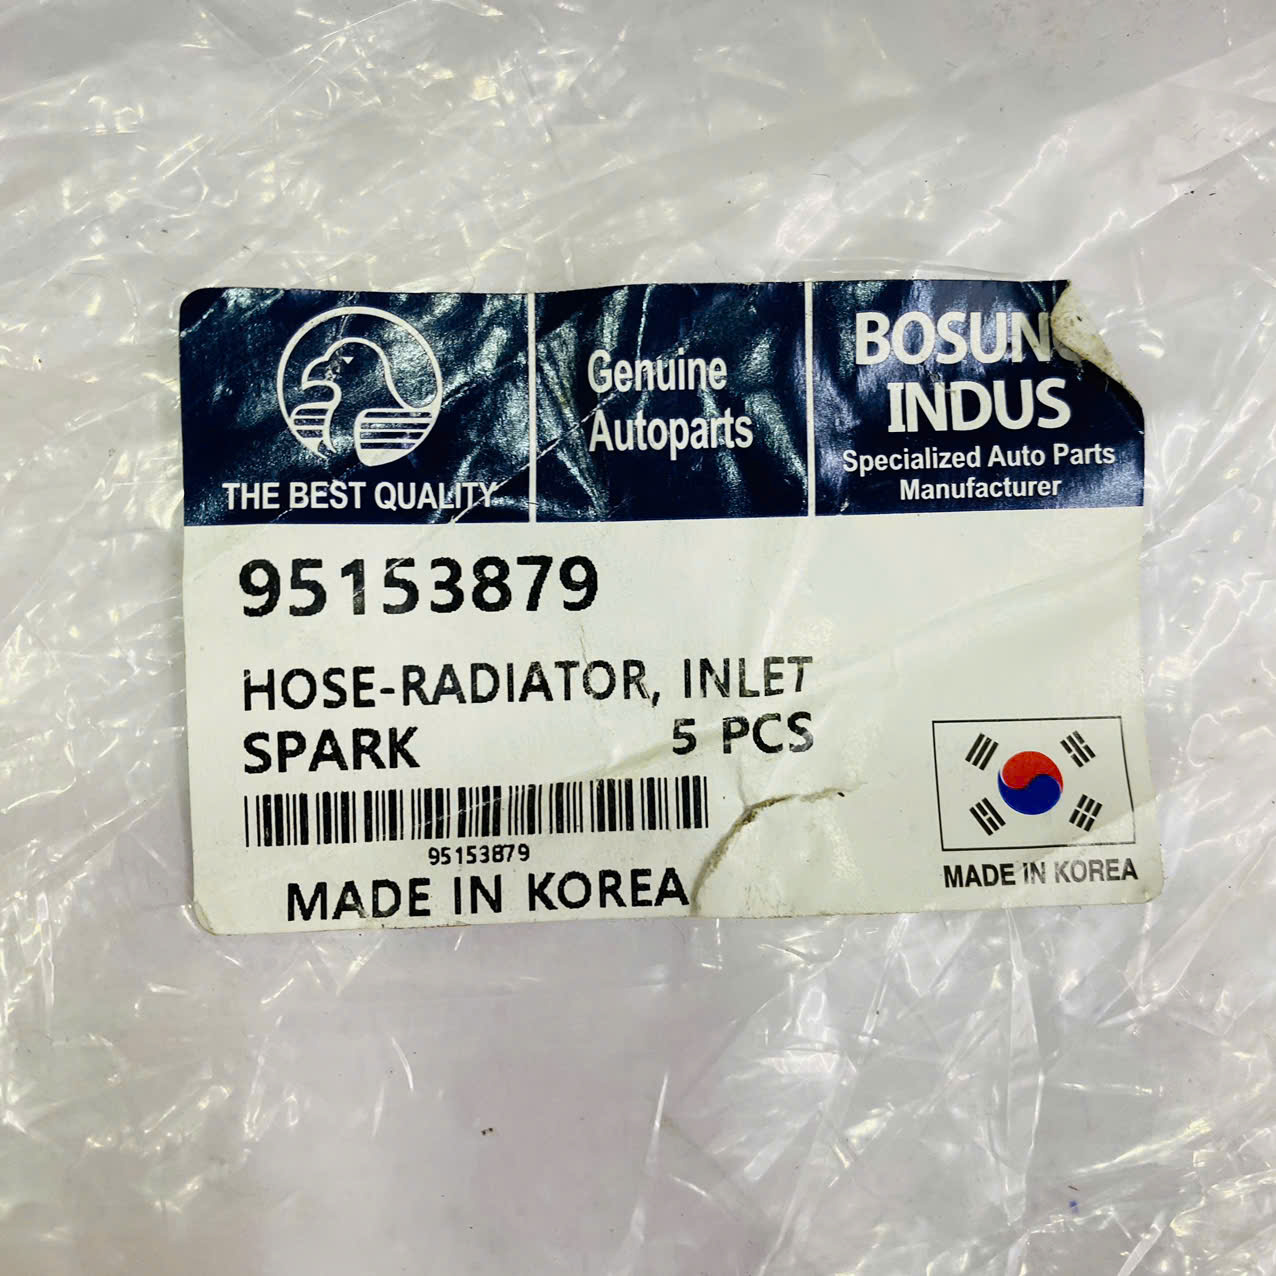 THE BEST QUALITY
Genuine
Autoparts
BOSUNG
INDUS
Specialized Auto Parts
Manufacturer
95153879
HOSE-RADIATOR, INLET
SPARK 5 PCS
95153879
MADE IN KOREA
MADE IN KOREA